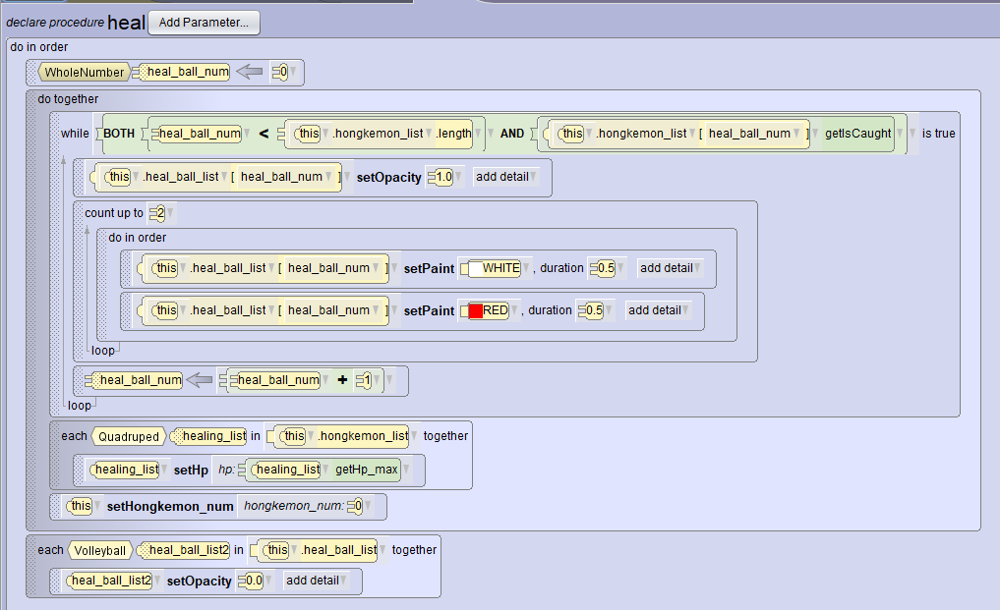 declare procedure heal Add Parameter...
do in order
WholeNumber heal_ball_num 0
do together
while BOTH heal_ball_num < this .hongkemon_list .length AND this .hongkemon_list [ heal_ball_num ] getIsCaught is true
this .heal_ball_list [ heal_ball_num ] setOpacity 1.0 add detail
count up to 2
do in order
this .heal_ball_list [ heal_ball_num ] setPaint WHITE , duration 0.5 add detail
this .heal_ball_list [ heal_ball_num ] setPaint RED , duration 0.5 add detail
loop
heal_ball_num heal_ball_num + 1
loop
each Quadruped healing_list in this .hongkemon_list together
healing_list setHp hp: healing_list getHp_max
this setHongkemon_num hongkemon_num: 0
each Volleyball heal_ball_list2 in this .heal_ball_list together
heal_ball_list2 setOpacity 0.0 add detail